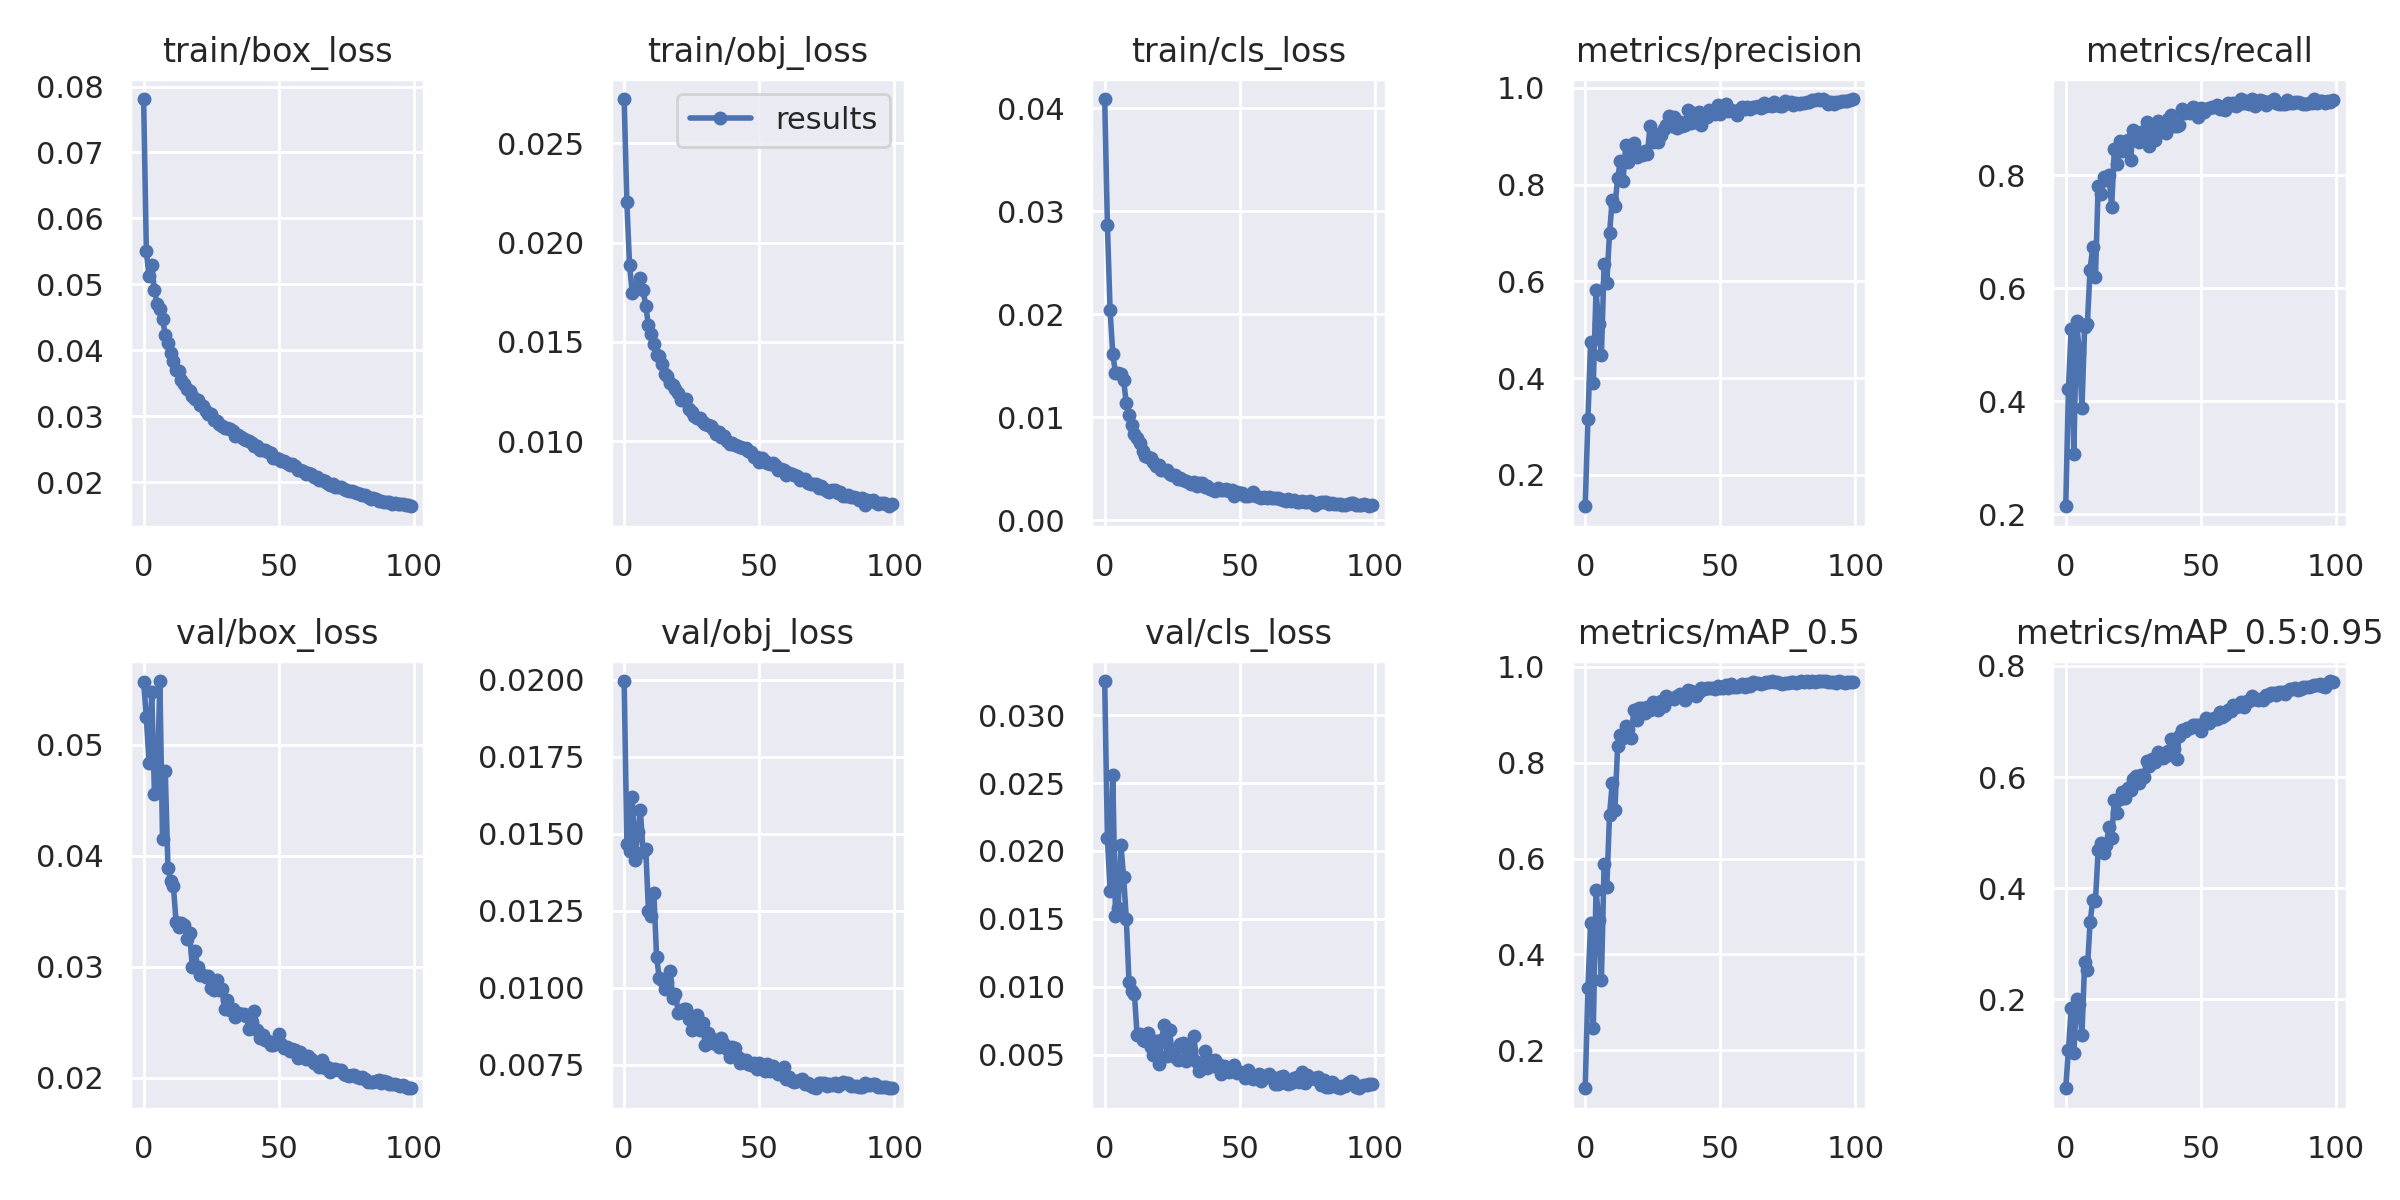 train/box_loss
0.08
0.07
0.06
0.05
0.04
0.03
0.02
0 50 100
train/obj_loss
results
0.025
0.020
0.015
0.010
0 50 100
train/cls_loss
0.04
0.03
0.02
0.01
0.00
0 50 100
metrics/precision
1.0
0.8
0.6
0.4
0.2
0 50 100
metrics/recall
0.8
0.6
0.4
0.2
0 50 100
val/box_loss
0.05
0.04
0.03
0.02
0 50 100
val/obj_loss
0.0200
0.0175
0.0150
0.0125
0.0100
0.0075
0 50 100
val/cls_loss
0.030
0.025
0.020
0.015
0.010
0.005
0 50 100
metrics/mAP_0.5
1.0
0.8
0.6
0.4
0.2
0 50 100
metrics/mAP_0.5:0.95
0.8
0.6
0.4
0.2
0 50 100